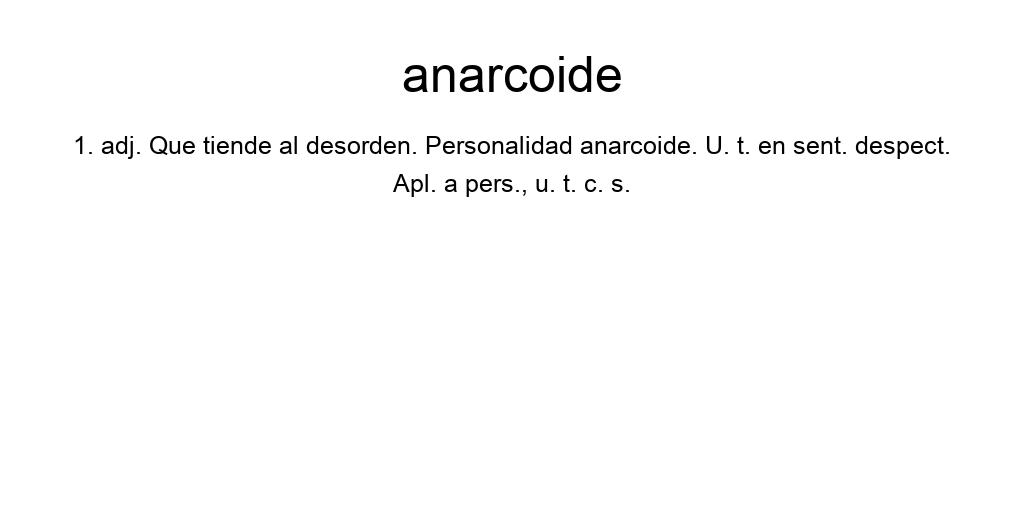 anarcoide
1. adj. Que tiende al desorden. Personalidad anarcoide. U. t. en sent. despect.
Apl. a pers., u. t. c. s.